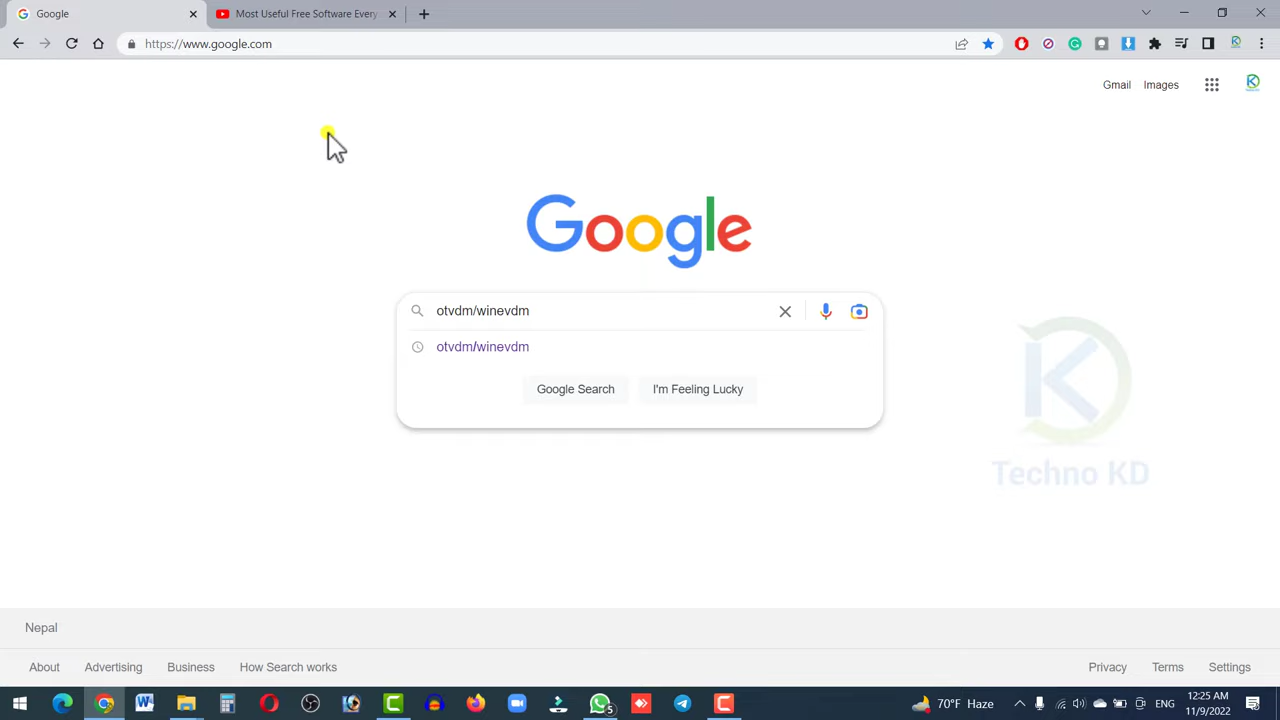 Google
Most Useful Free Software Every
https://www.google.com
Gmail Images
Google
otvdm/winevdm
otvdm/winevdm
Google Search I'm Feeling Lucky
Techno KD
Nepal
About Advertising Business How Search works
Privacy Terms Settings
5
70°F Haze
ENG
12:25 AM
11/9/2022